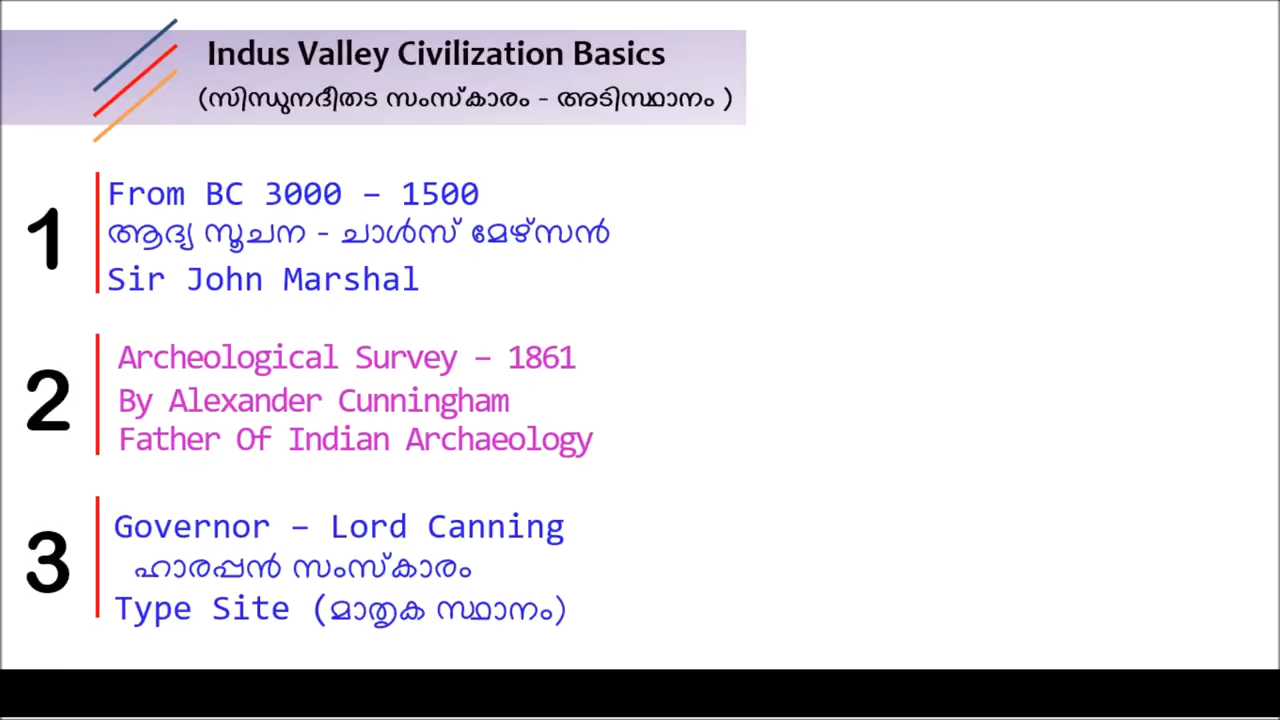 Indus Valley Civilization Basics
(സിന്ധുനദീതട സംസ്കാരം - അടിസ്ഥാനം )
1
From BC 3000 – 1500
ആദ്യ സൂചന - ചാൾസ് മേഴ്സൻ
Sir John Marshal
2
Archeological Survey – 1861
By Alexander Cunningham
Father Of Indian Archaeology
3
Governor – Lord Canning
ഹാരപ്പൻ സംസ്കാരം
Type Site (മാതൃക സ്ഥാനം)